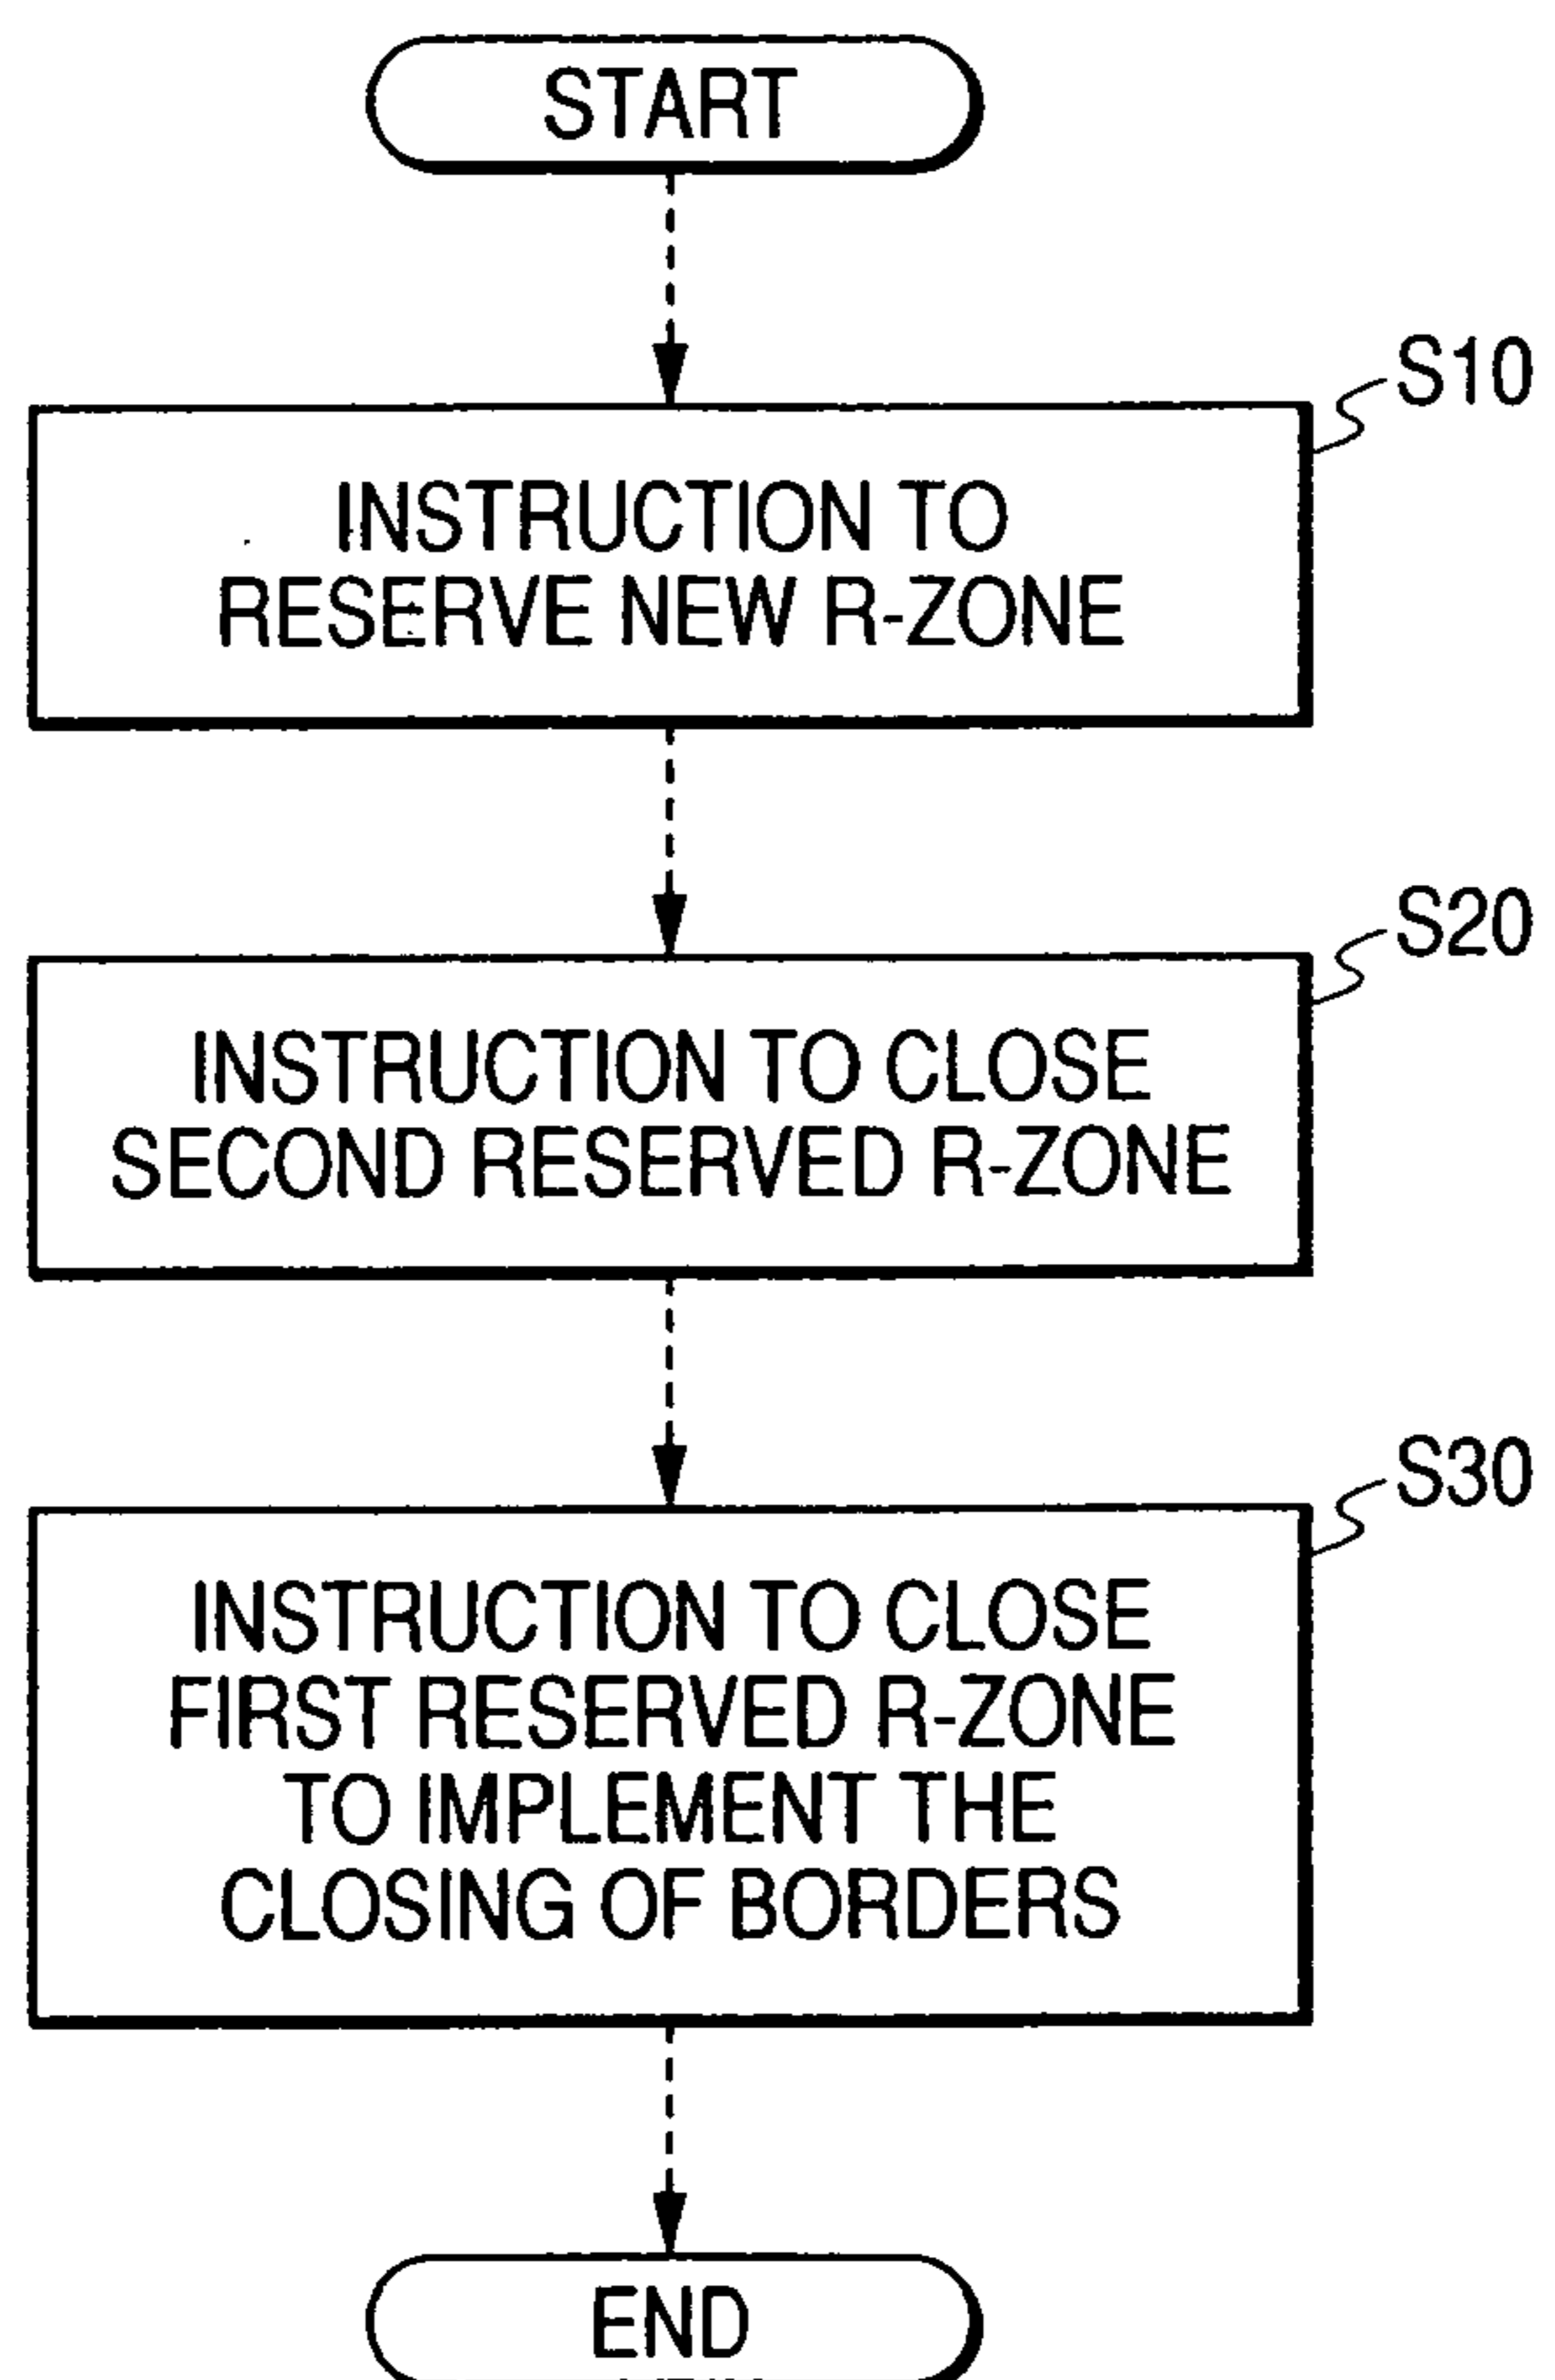 START
S10
INSTRUCTION TO
RESERVE NEW R-ZONE
S20
INSTRUCTION TO CLOSE
SECOND RESERVED R-ZONE
S30
INSTRUCTION TO CLOSE
FIRST RESERVED R-ZONE
TO IMPLEMENT THE
CLOSING OF BORDERS
END